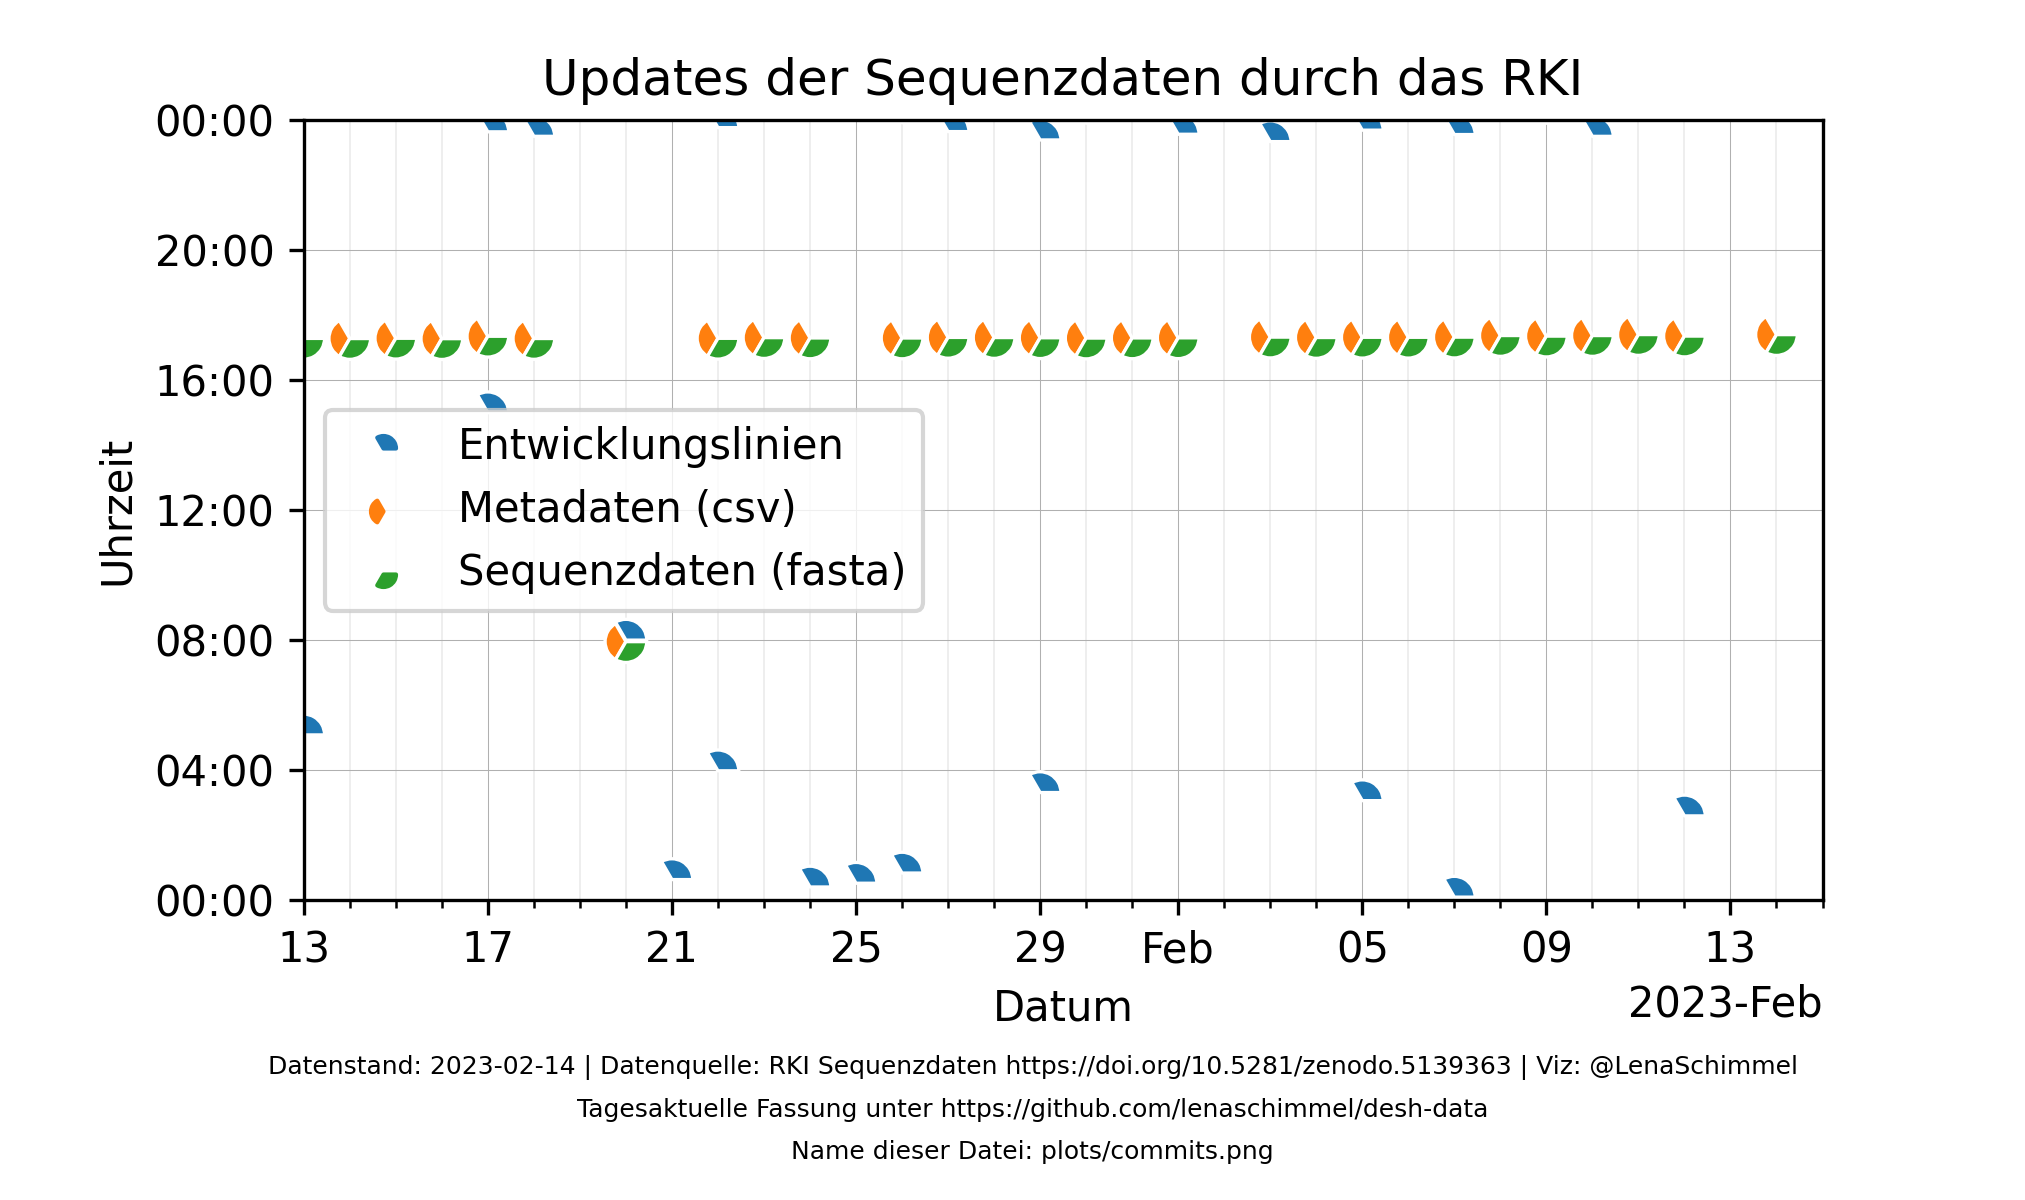 Updates der Sequenzdaten durch das RKI
00:00
20:00
16:00
12:00
08:00
04:00
00:00
Uhrzeit
Entwicklungslinien
Metadaten (csv)
Sequenzdaten (fasta)
13 17 21 25 29 Feb 05 09 13
Datum
2023-Feb
Datenstand: 2023-02-14 | Datenquelle: RKI Sequenzdaten https://doi.org/10.5281/zenodo.5139363 | Viz: @LenaSchimmel
Tagesaktuelle Fassung unter https://github.com/lenaschimmel/desh-data
Name dieser Datei: plots/commits.png